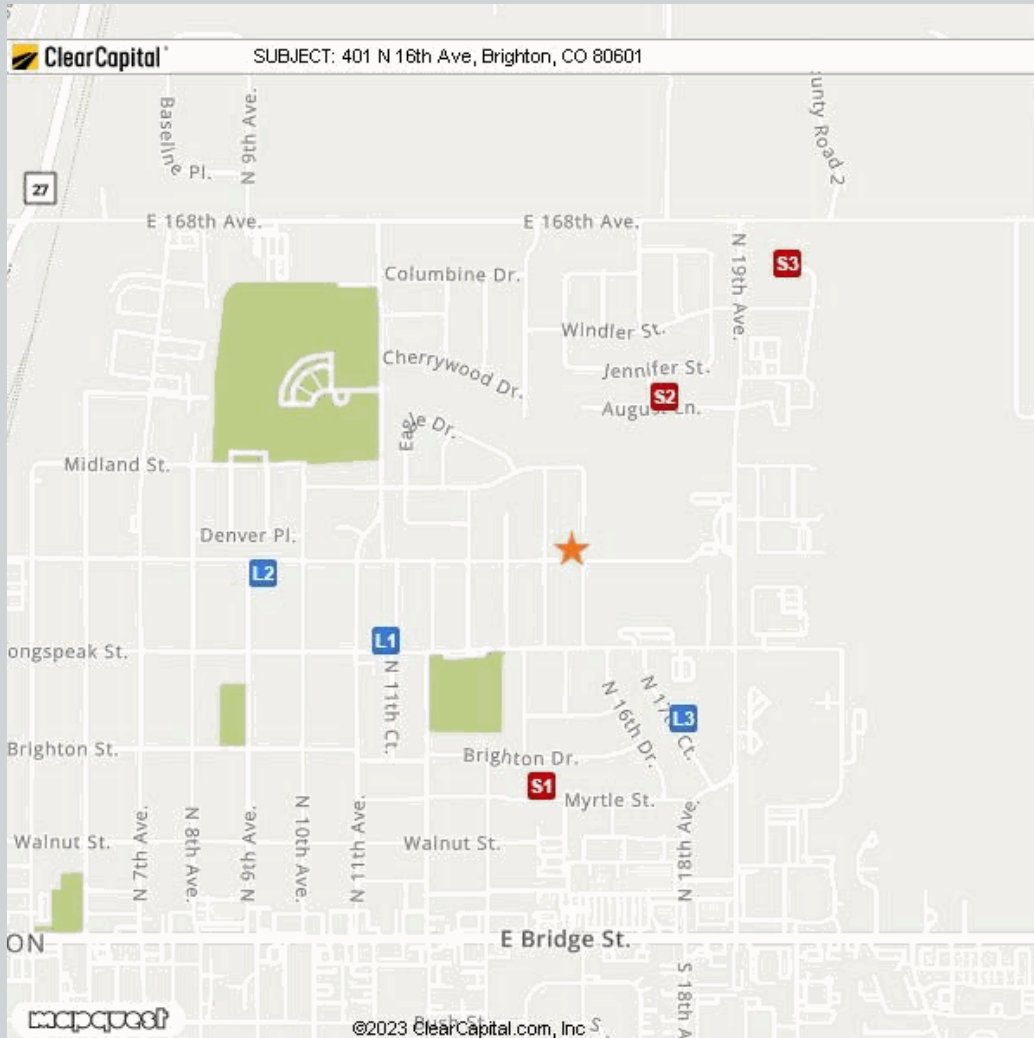 ClearCapital
SUBJECT: 401 N 16th Ave, Brighton, CO 80601
Baseline Pl.
N 9th Ave.
unty Road 2
27
E 168th Ave.
E 168th Ave.
N 19th Ave.
S3
Columbine Dr.
Windler St.
Cherrywood Dr.
Jennifer St.
S2
August Ln.
Eagle Dr.
Midland St.
Denver Pl.
L2
L1
ongspeak St.
N 11th Ct.
N 16th Dr.
N 17th Ct.
L3
Brighton St.
Brighton Dr.
S1
Myrtle St.
Walnut St.
Walnut St.
N 7th Ave.
N 8th Ave.
N 9th Ave.
N 10th Ave.
N 11th Ave.
N 18th Ave.
ON
E Bridge St.
S 18th A
mapquest
Bush St.
©2023 ClearCapital.com, Inc
S